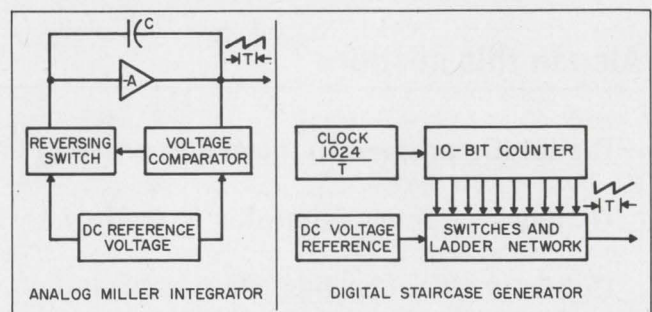 C
-A
T
REVERSING
SWITCH
VOLTAGE
COMPARATOR
DC REFERENCE
VOLTAGE
ANALOG MILLER INTEGRATOR
CLOCK
1024
T
10-BIT COUNTER
T
DC VOLTAGE
REFERENCE
SWITCHES AND
LADDER NETWORK
DIGITAL STAIRCASE GENERATOR